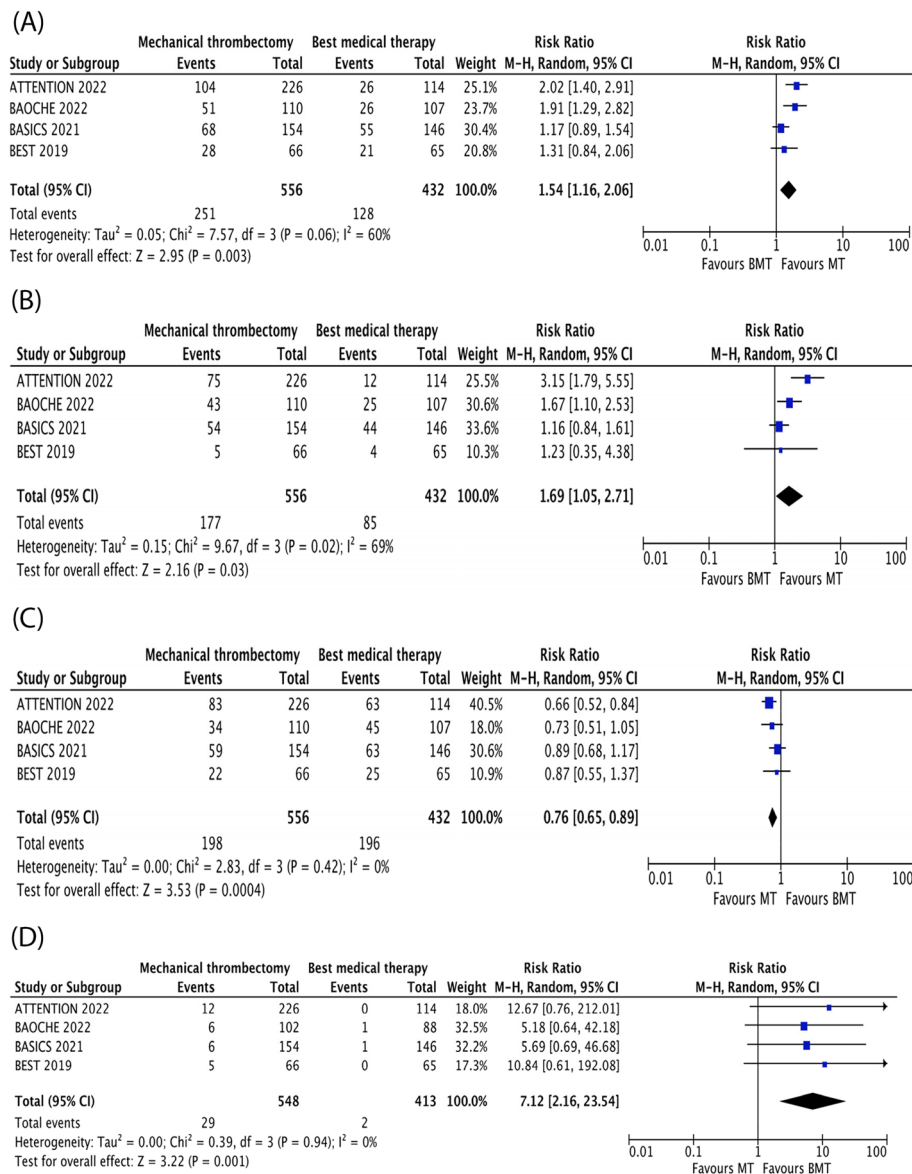 (A)
Mechanical thrombectomy Best medical therapy Risk Ratio Risk Ratio
Study or Subgroup Events Total Events Total Weight M-H, Random, 95% CI M-H, Random, 95% CI
ATTENTION 2022 104 226 26 114 25.1% 2.02 [1.40, 2.91]
BAOCHE 2022 51 110 26 107 23.7% 1.91 [1.29, 2.82]
BASICS 2021 68 154 55 146 30.4% 1.17 [0.89, 1.54]
BEST 2019 28 66 21 65 20.8% 1.31 [0.84, 2.06]
Total (95% CI) 556 432 100.0% 1.54 [1.16, 2.06]
Total events 251 128
Heterogeneity: Tau² = 0.05; Chi² = 7.57, df = 3 (P = 0.06); I² = 60%
Test for overall effect: Z = 2.95 (P = 0.003)
0.01 0.1 1 10 100
Favours BMT Favours MT
(B)
Mechanical thrombectomy Best medical therapy Risk Ratio Risk Ratio
Study or Subgroup Events Total Events Total Weight M-H, Random, 95% CI M-H, Random, 95% CI
ATTENTION 2022 75 226 12 114 25.5% 3.15 [1.79, 5.55]
BAOCHE 2022 43 110 25 107 30.6% 1.67 [1.10, 2.53]
BASICS 2021 54 154 44 146 33.6% 1.16 [0.84, 1.61]
BEST 2019 5 66 4 65 10.3% 1.23 [0.35, 4.38]
Total (95% CI) 556 432 100.0% 1.69 [1.05, 2.71]
Total events 177 85
Heterogeneity: Tau² = 0.15; Chi² = 9.67, df = 3 (P = 0.02); I² = 69%
Test for overall effect: Z = 2.16 (P = 0.03)
0.01 0.1 1 10 100
Favours BMT Favours MT
(C)
Mechanical thrombectomy Best medical therapy Risk Ratio Risk Ratio
Study or Subgroup Events Total Events Total Weight M-H, Random, 95% CI M-H, Random, 95% CI
ATTENTION 2022 83 226 63 114 40.5% 0.66 [0.52, 0.84]
BAOCHE 2022 34 110 45 107 18.0% 0.73 [0.51, 1.05]
BASICS 2021 59 154 63 146 30.6% 0.89 [0.68, 1.17]
BEST 2019 22 66 25 65 10.9% 0.87 [0.55, 1.37]
Total (95% CI) 556 432 100.0% 0.76 [0.65, 0.89]
Total events 198 196
Heterogeneity: Tau² = 0.00; Chi² = 2.83, df = 3 (P = 0.42); I² = 0%
Test for overall effect: Z = 3.53 (P = 0.0004)
0.01 0.1 1 10 100
Favours MT Favours BMT
(D)
Mechanical thrombectomy Best medical therapy Risk Ratio Risk Ratio
Study or Subgroup Events Total Events Total Weight M-H, Random, 95% CI M-H, Random, 95% CI
ATTENTION 2022 12 226 0 114 18.0% 12.67 [0.76, 212.01]
BAOCHE 2022 6 102 1 88 32.5% 5.18 [0.64, 42.18]
BASICS 2021 6 154 1 146 32.2% 5.69 [0.69, 46.68]
BEST 2019 5 66 0 65 17.3% 10.84 [0.61, 192.08]
Total (95% CI) 548 413 100.0% 7.12 [2.16, 23.54]
Total events 29 2
Heterogeneity: Tau² = 0.00; Chi² = 0.39, df = 3 (P = 0.94); I² = 0%
Test for overall effect: Z = 3.22 (P = 0.001)
0.01 0.1 1 10 100
Favours MT Favours BMT